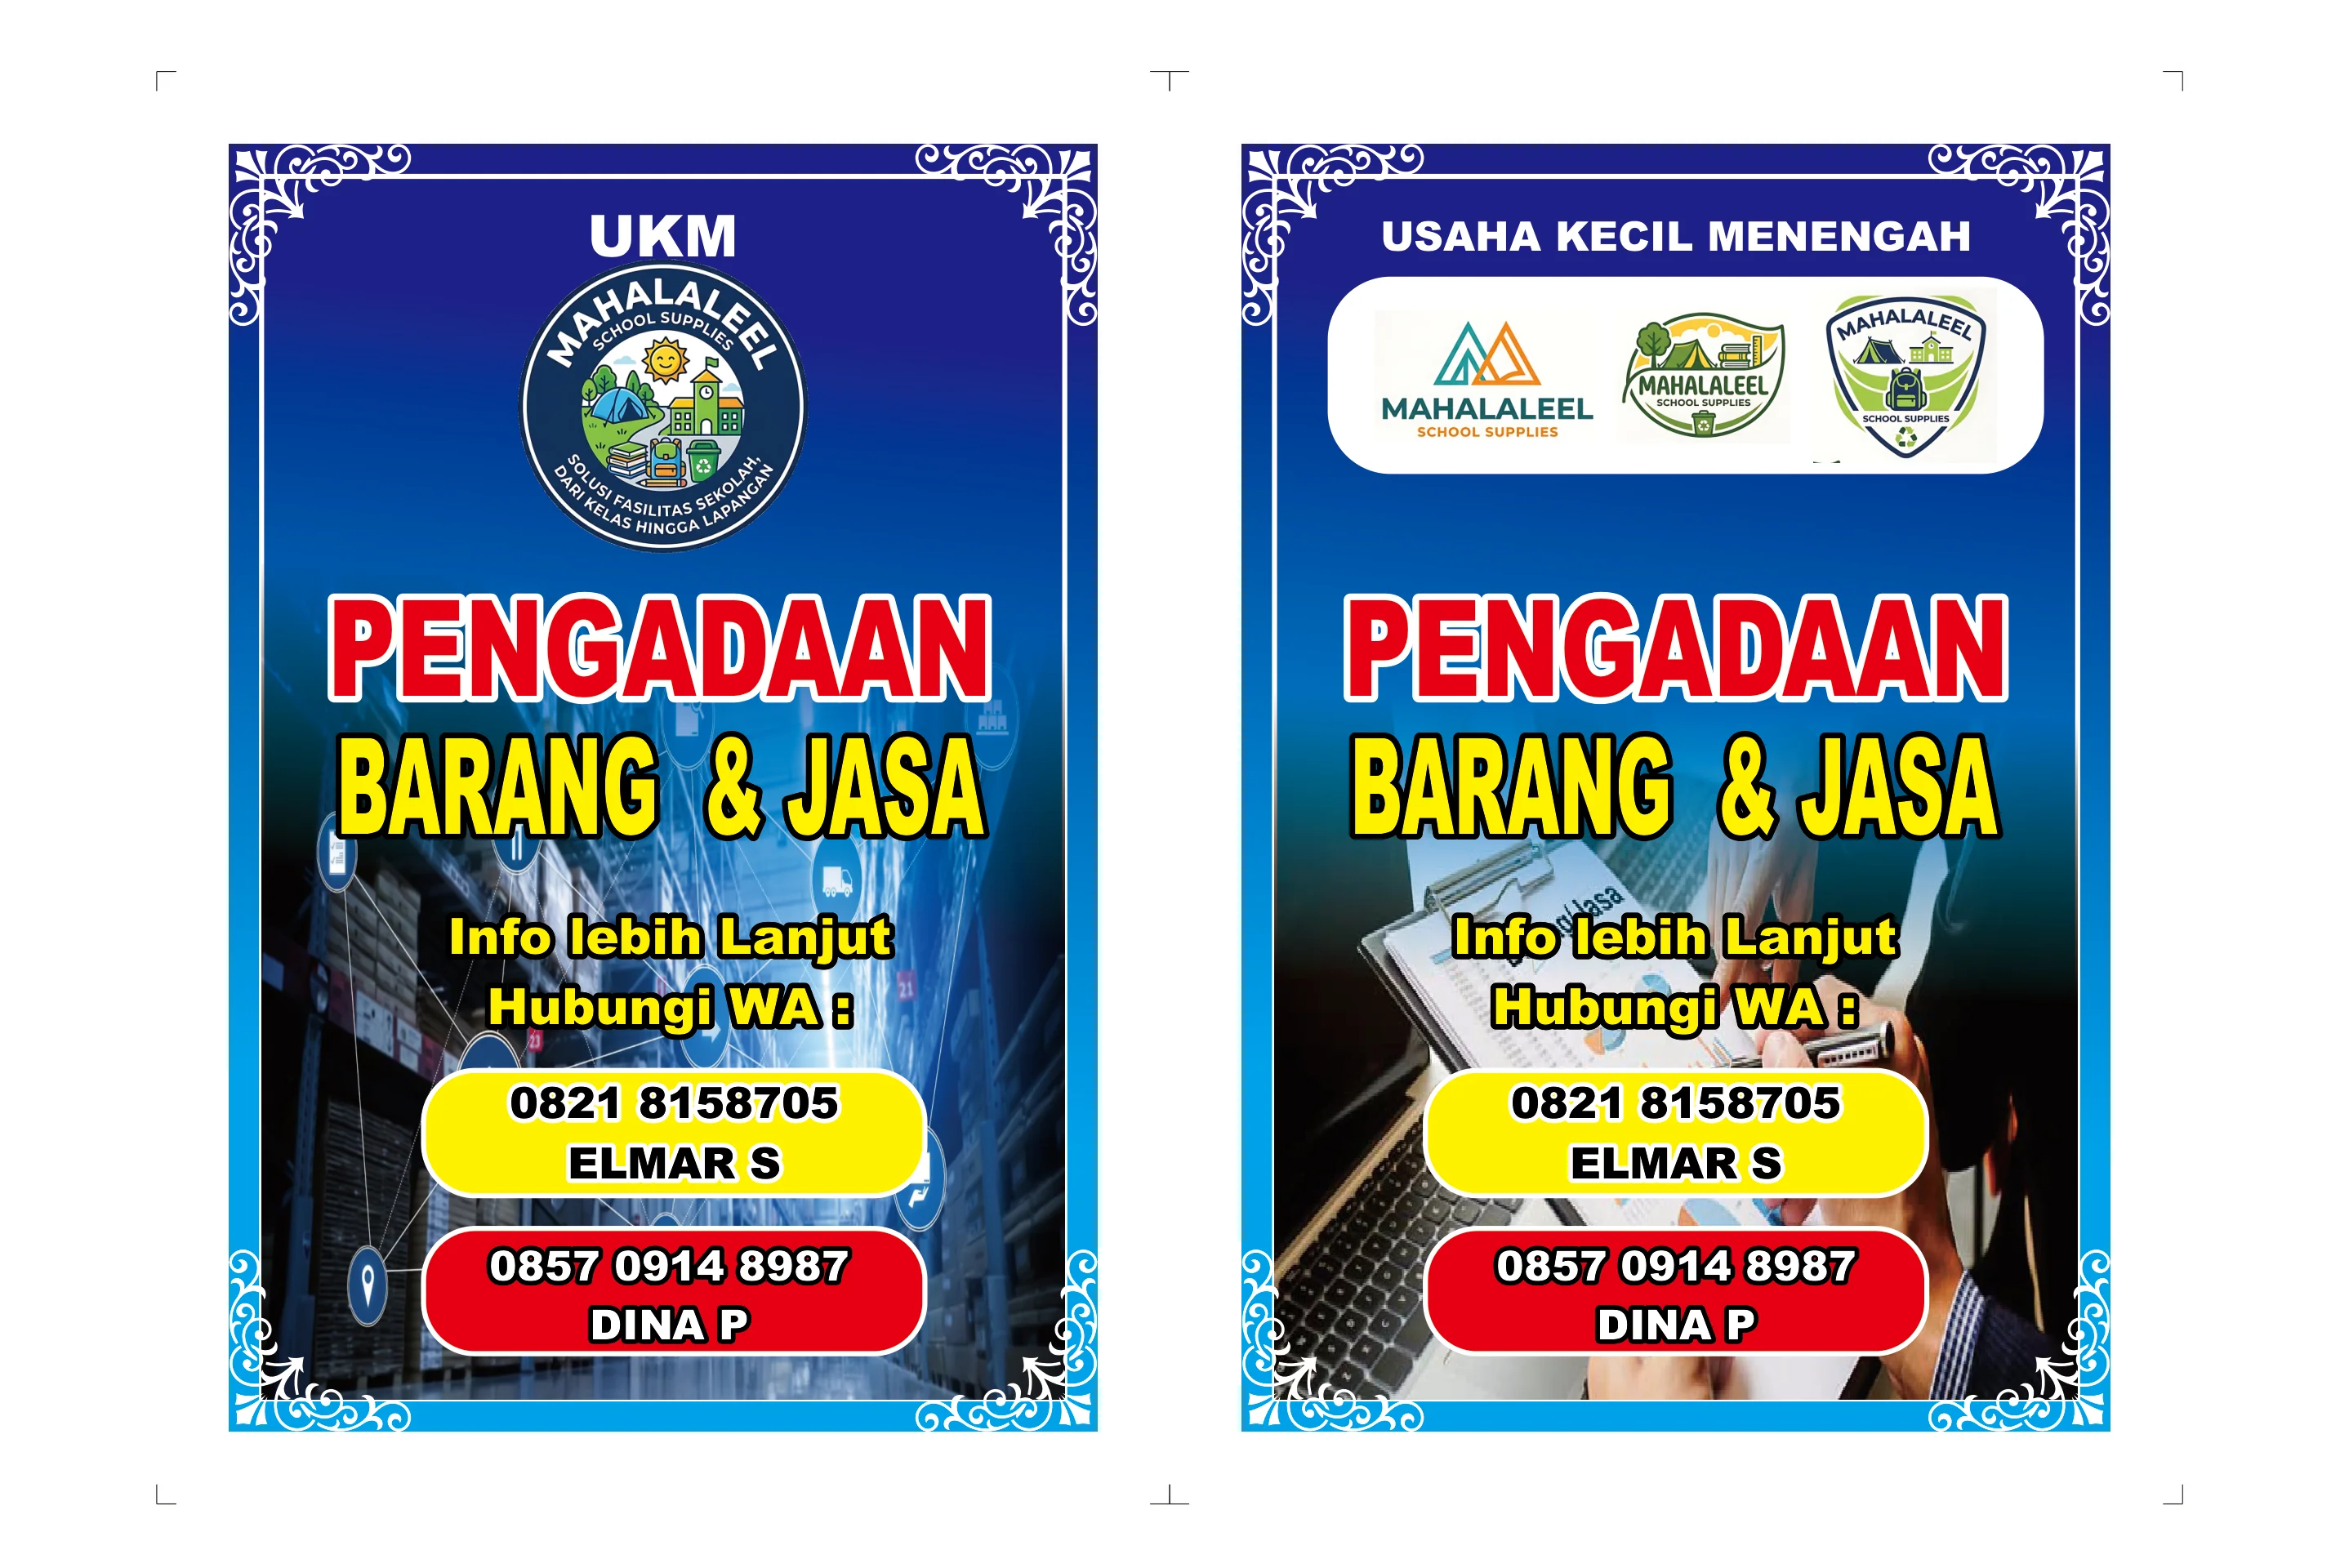 UKM
MAHALALEEL
SCHOOL SUPPLIES
SOLUSI FASILITAS SEKOLAH,
DARI KELAS HINGGA LAPANGAN
PENGADAAN
BARANG & JASA
Info lebih Lanjut
Hubungi WA :
0821 8158705
ELMAR S
0857 0914 8987
DINA P
21
23
USAHA KECIL MENENGAH
MAHALALEEL
SCHOOL SUPPLIES
MAHALALEEL
SCHOOL SUPPLIES
MAHALALEEL
SCHOOL SUPPLIES
PENGADAAN
BARANG & JASA
Info lebih Lanjut
Hubungi WA :
0821 8158705
ELMAR S
0857 0914 8987
DINA P